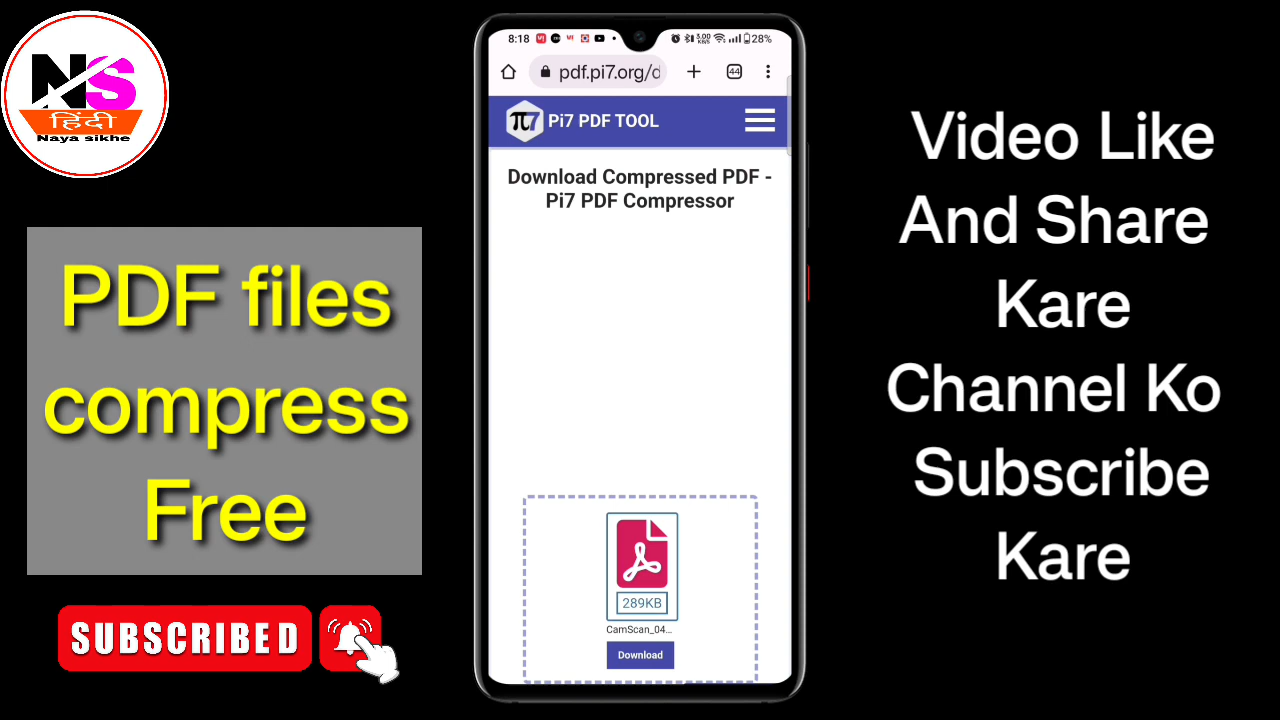 NS
हिंदी
Naya sikhe
PDF files
compress
Free
SUBSCRIBED
8:18
28%
pdf.pi7.org/d
44
π7 Pi7 PDF TOOL
Download Compressed PDF -
Pi7 PDF Compressor
289KB
CamScan_04...
Download
Video Like
And Share
Kare
Channel Ko
Subscribe
Kare